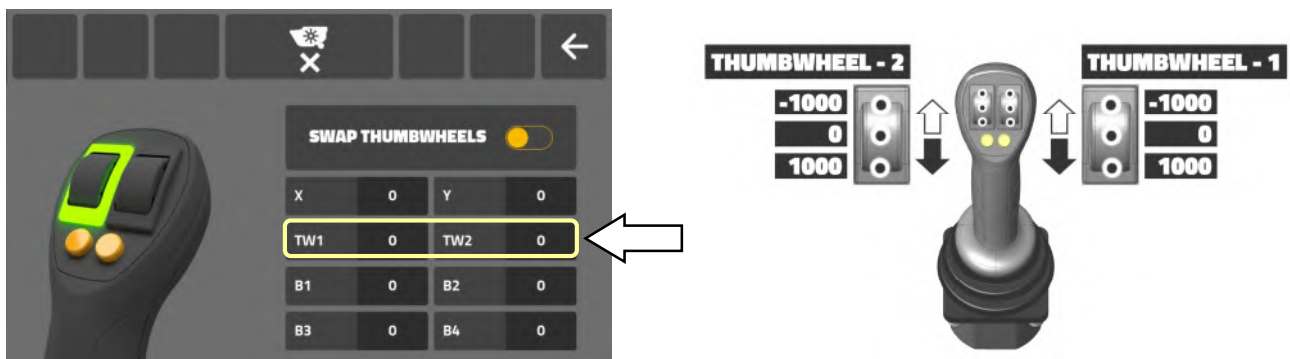 SWAP THUMBWHEELS
X 0 Y 0
TW1 0 TW2 0
B1 0 B2 0
B3 0 B4 0
THUMBWHEEL - 2
-1000
0
1000
THUMBWHEEL - 1
-1000
0
1000